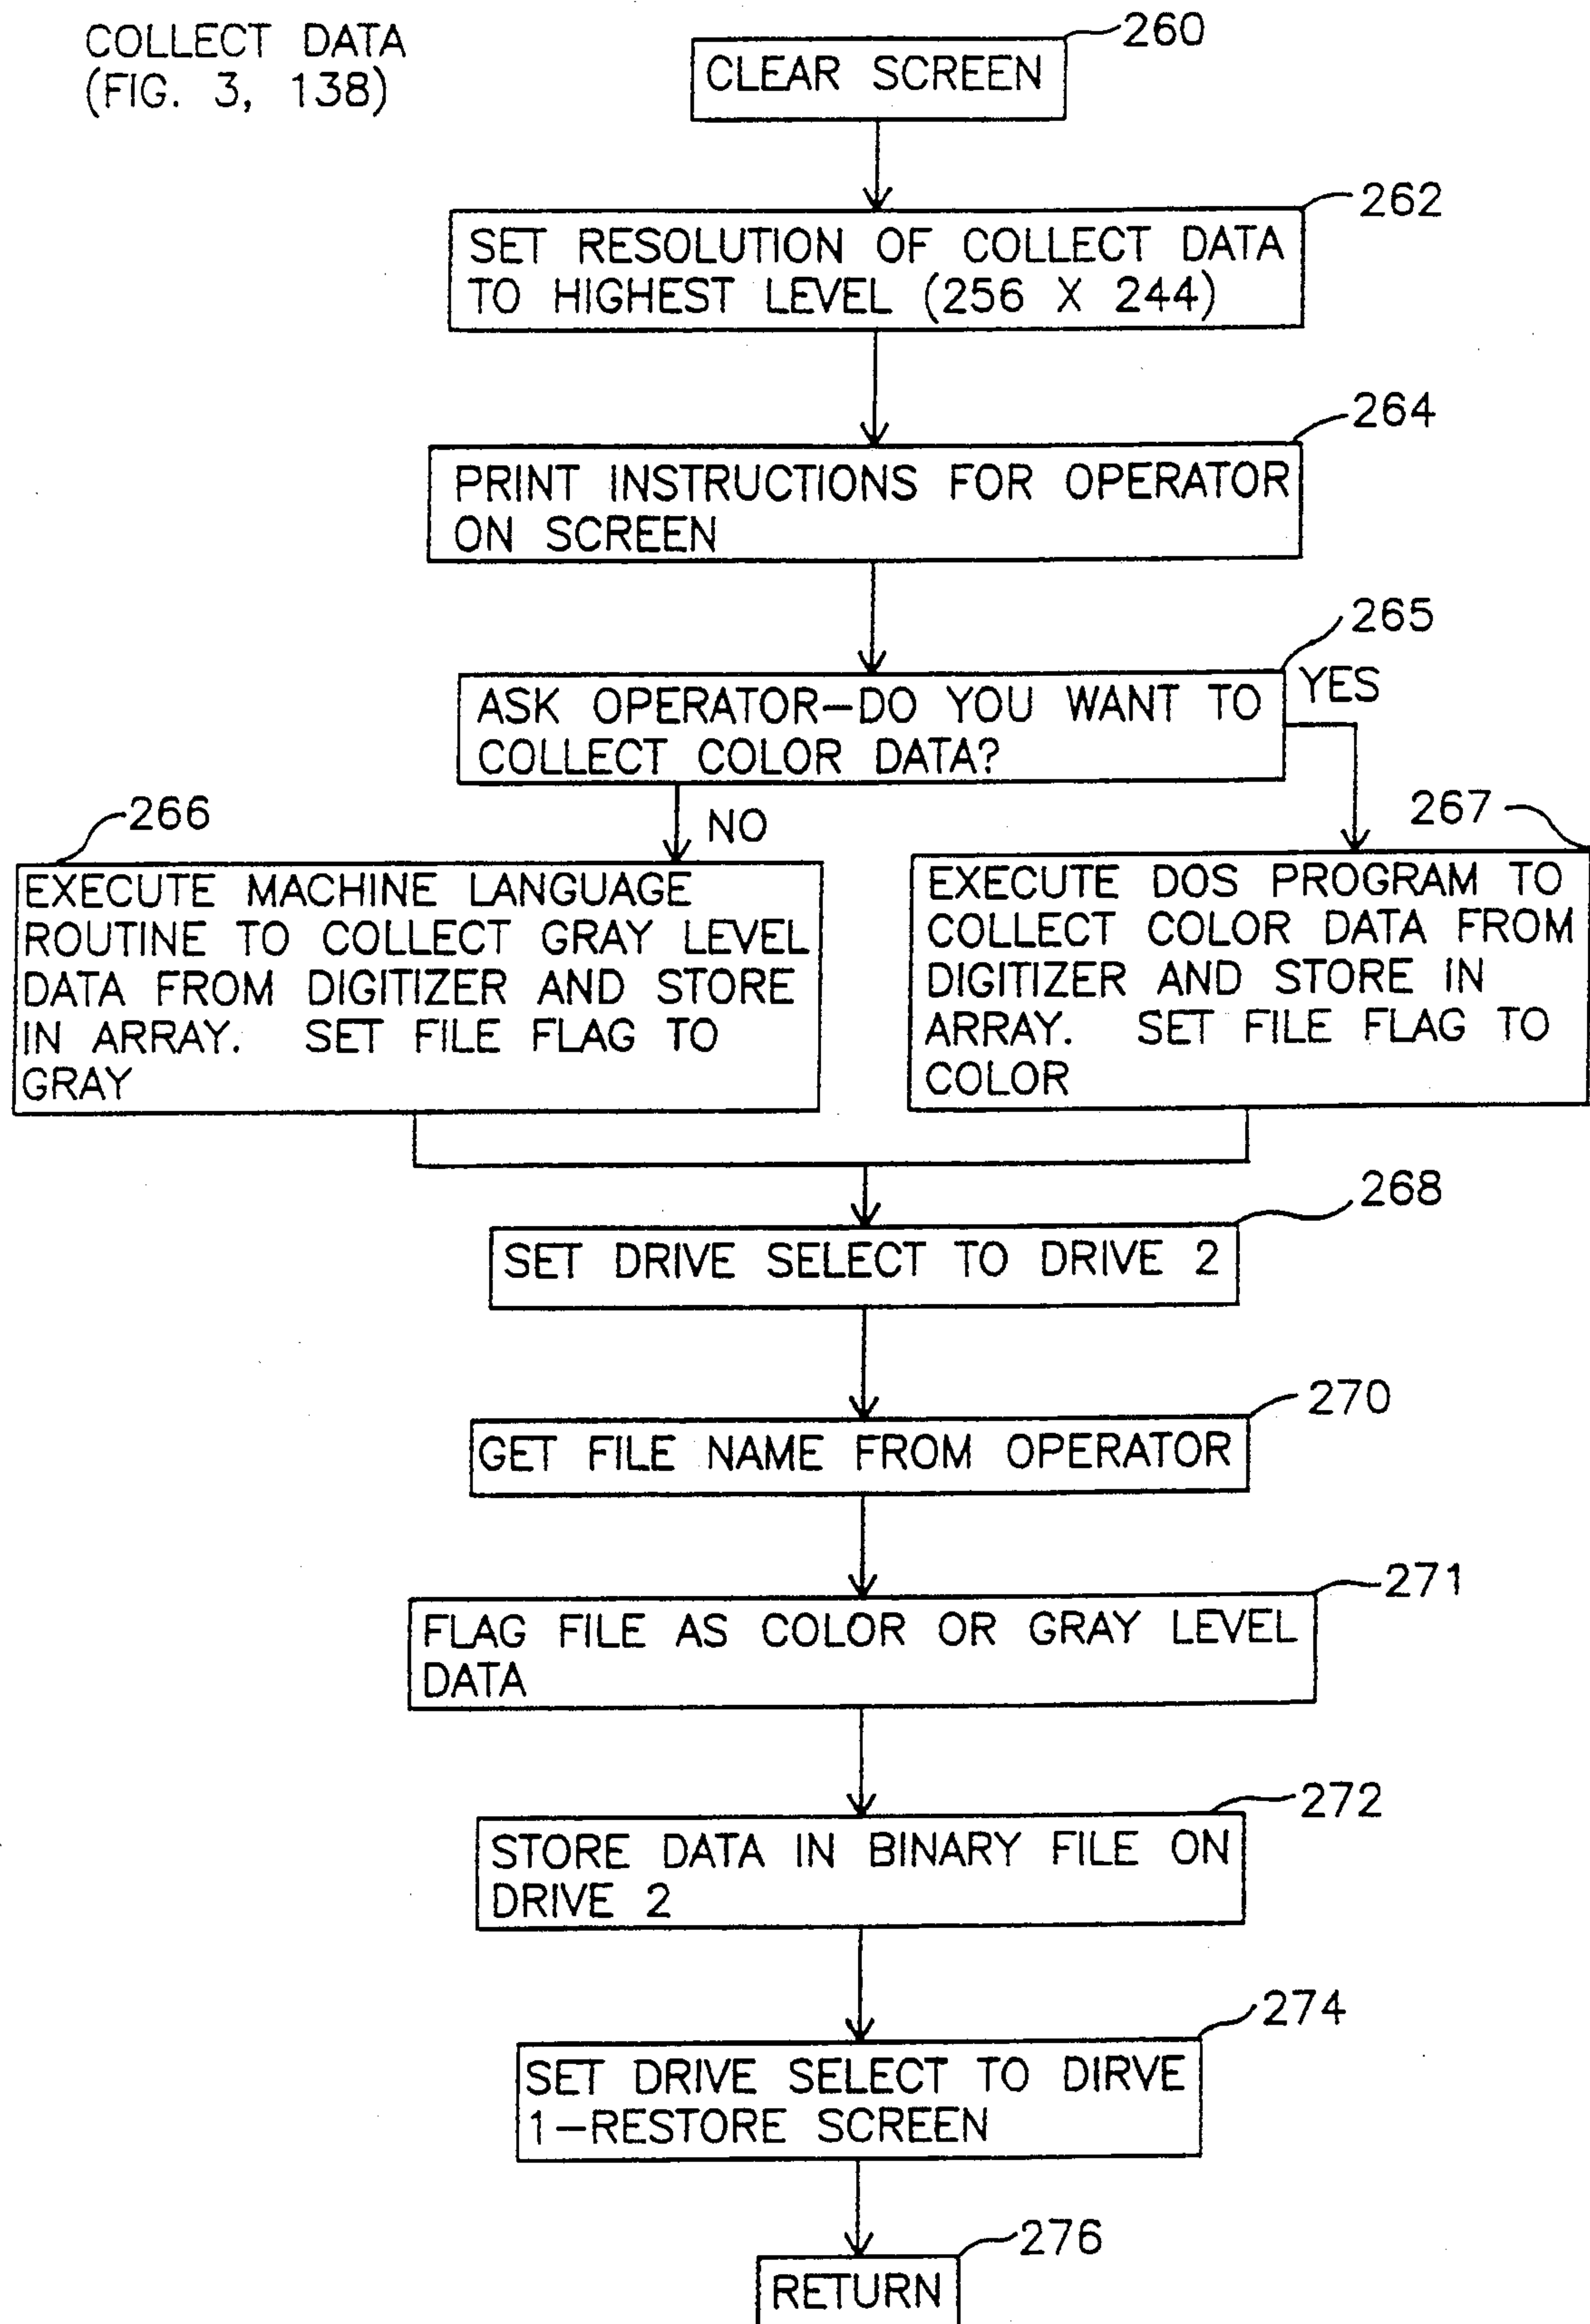 COLLECT DATA
(FIG. 3, 138)
260
CLEAR SCREEN
262
SET RESOLUTION OF COLLECT DATA
TO HIGHEST LEVEL (256 X 244)
264
PRINT INSTRUCTIONS FOR OPERATOR
ON SCREEN
265
ASK OPERATOR-DO YOU WANT TO
COLLECT COLOR DATA?
YES
NO
266
EXECUTE MACHINE LANGUAGE
ROUTINE TO COLLECT GRAY LEVEL
DATA FROM DIGITIZER AND STORE
IN ARRAY. SET FILE FLAG TO
GRAY
267
EXECUTE DOS PROGRAM TO
COLLECT COLOR DATA FROM
DIGITIZER AND STORE IN
ARRAY. SET FILE FLAG TO
COLOR
268
SET DRIVE SELECT TO DRIVE 2
270
GET FILE NAME FROM OPERATOR
271
FLAG FILE AS COLOR OR GRAY LEVEL
DATA
272
STORE DATA IN BINARY FILE ON
DRIVE 2
274
SET DRIVE SELECT TO DIRVE
1-RESTORE SCREEN
276
RETURN